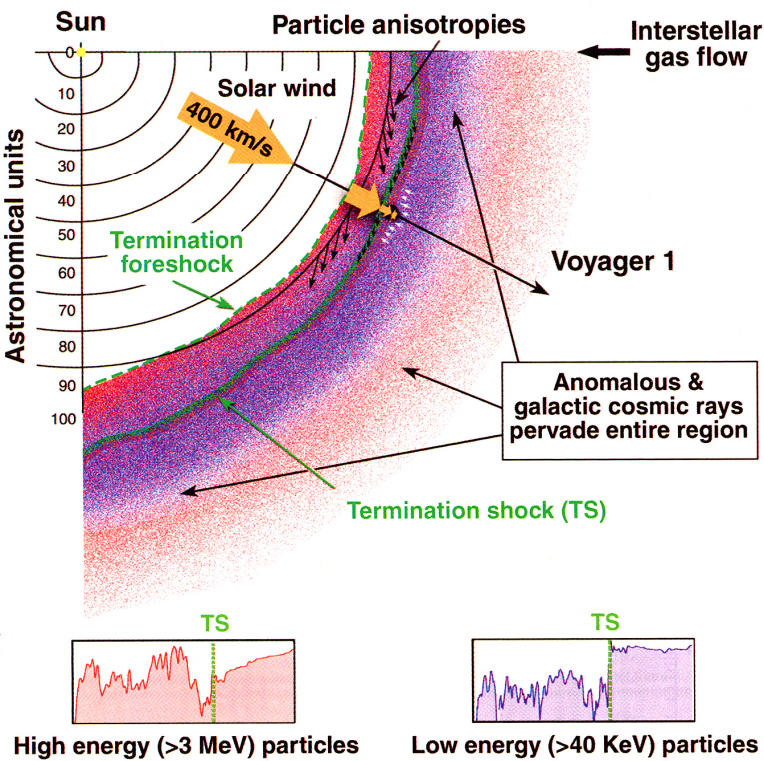 Sun
Particle anisotropies
Interstellar
gas flow
Solar wind
400 km/s
Astronomical units
0
10
20
30
40
50
60
70
80
90
100
Termination
foreshock
Voyager 1
Anomalous &
galactic cosmic rays
pervade entire region
Termination shock (TS)
TS
High energy (>3 MeV) particles
TS
Low energy (>40 KeV) particles